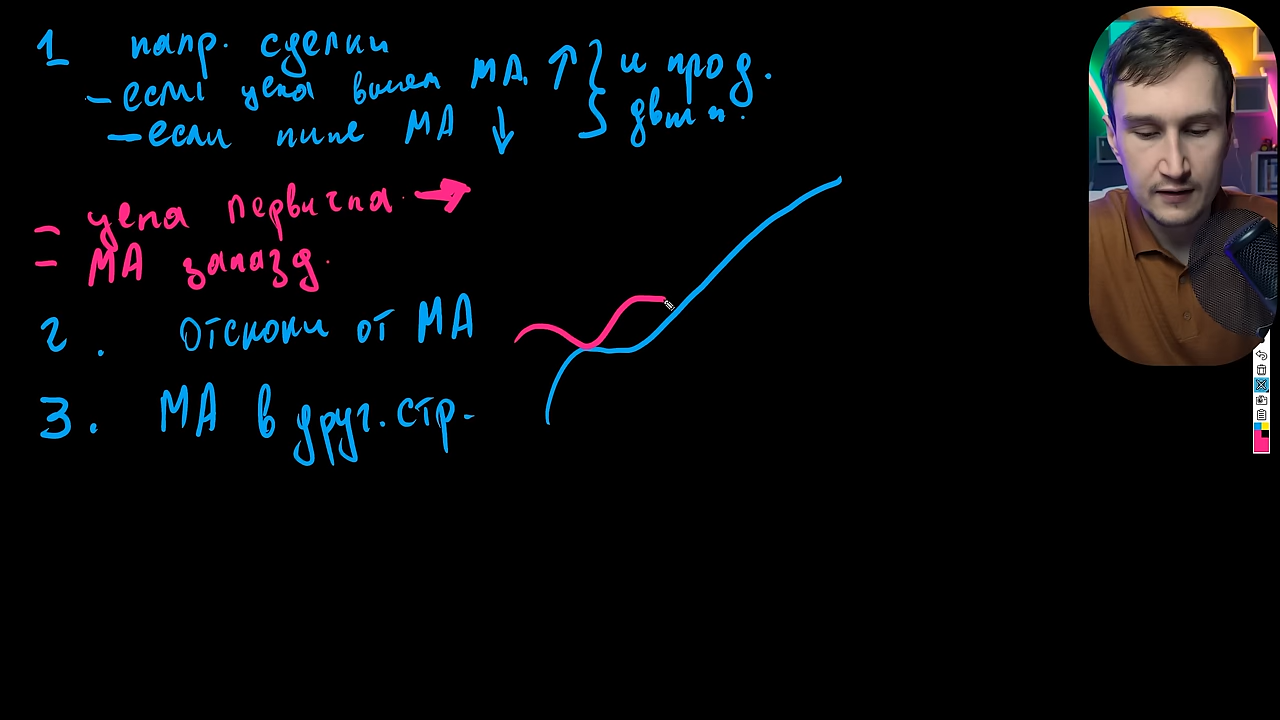 1 напр. сделки
- если цена выше МА ↑ } и прод.
- если ниже МА ↓ } движ.
- цена первична. →
- МА запазд.
2. Отскоки от МА
3. МА в друг. стр.